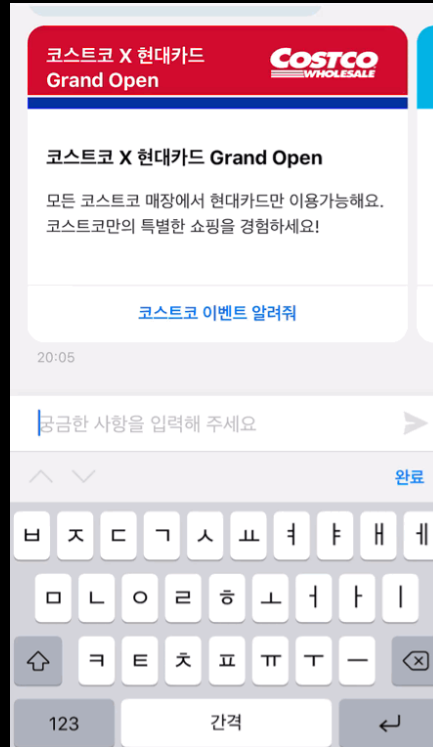 코스트코 X 현대카드
Grand Open
COSTCO
WHOLESALE
코스트코 X 현대카드 Grand Open
모든 코스트코 매장에서 현대카드만 이용가능해요.
코스트코만의 특별한 쇼핑을 경험하세요!
코스트코 이벤트 알려줘
20:05
궁금한 사항을 입력해 주세요
완료
ㅂ ㅈ ㄷ ㄱ ㅅ ㅛ ㅕ ㅑ ㅐ ㅔ
ㅁ ㄴ ㅇ ㄹ ㅎ ㅗ ㅓ ㅏ ㅣ
ㅋ ㅌ ㅊ ㅍ ㅠ ㅜ ㅡ
123 간격